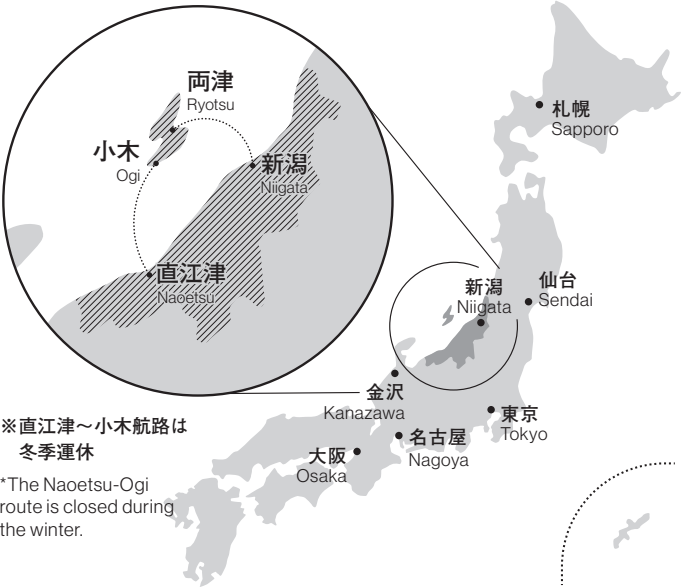 両津
Ryotsu
小木
Ogi
新潟
Niigata
直江津
Naoetsu
札幌
Sapporo
仙台
Sendai
新潟
Niigata
金沢
Kanazawa
東京
Tokyo
名古屋
Nagoya
大阪
Osaka
※直江津～小木航路は
冬季運休
*The Naoetsu-Ogi
route is closed during
the winter.